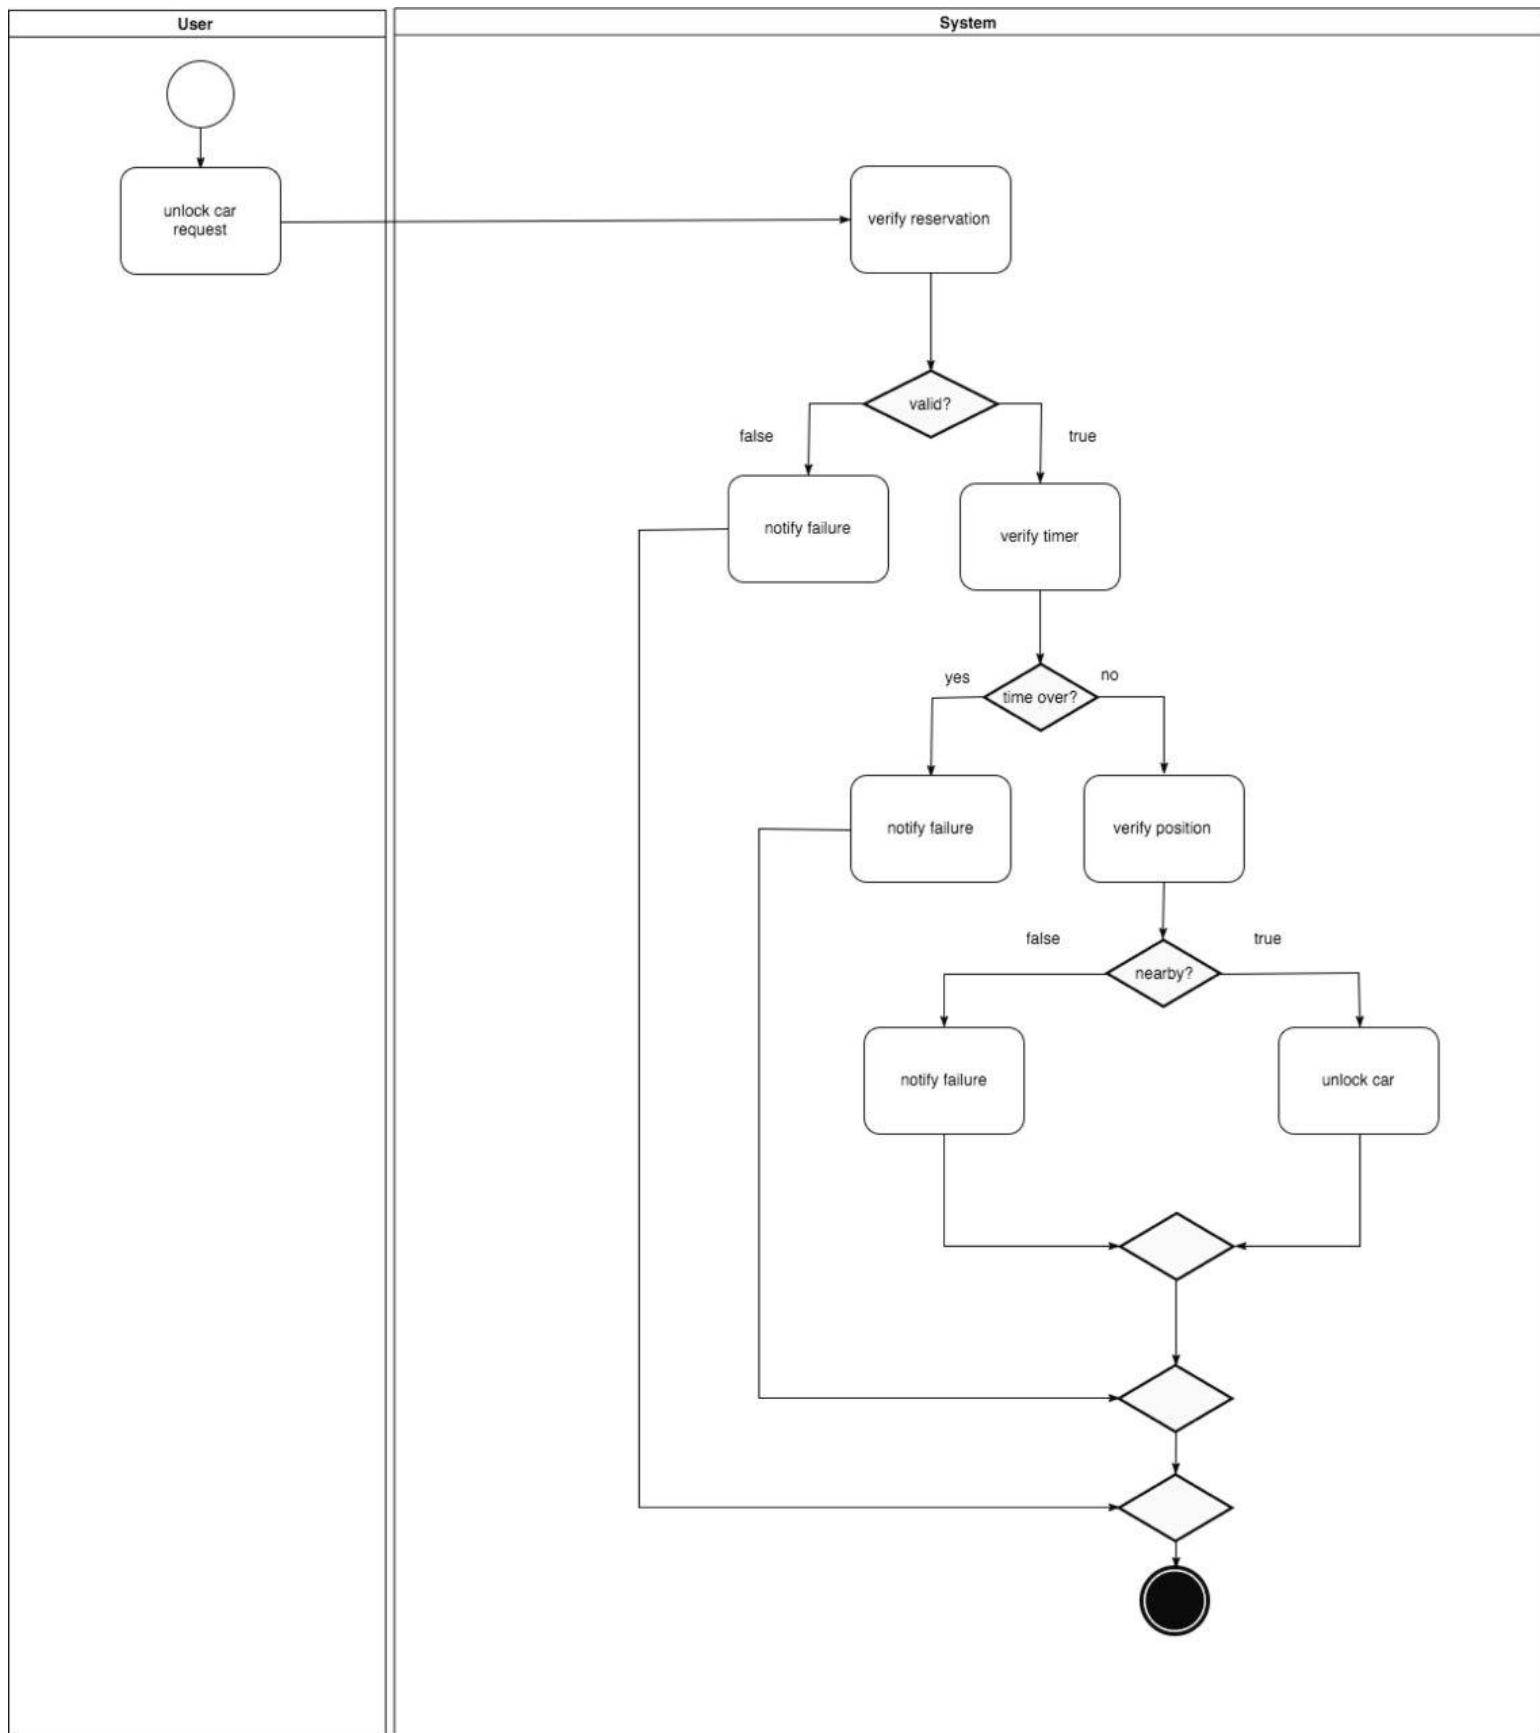 User
System
unlock car
request
verify reservation
valid?
false
true
notify failure
verify timer
yes
no
time over?
notify failure
verify position
false
true
nearby?
notify failure
unlock car